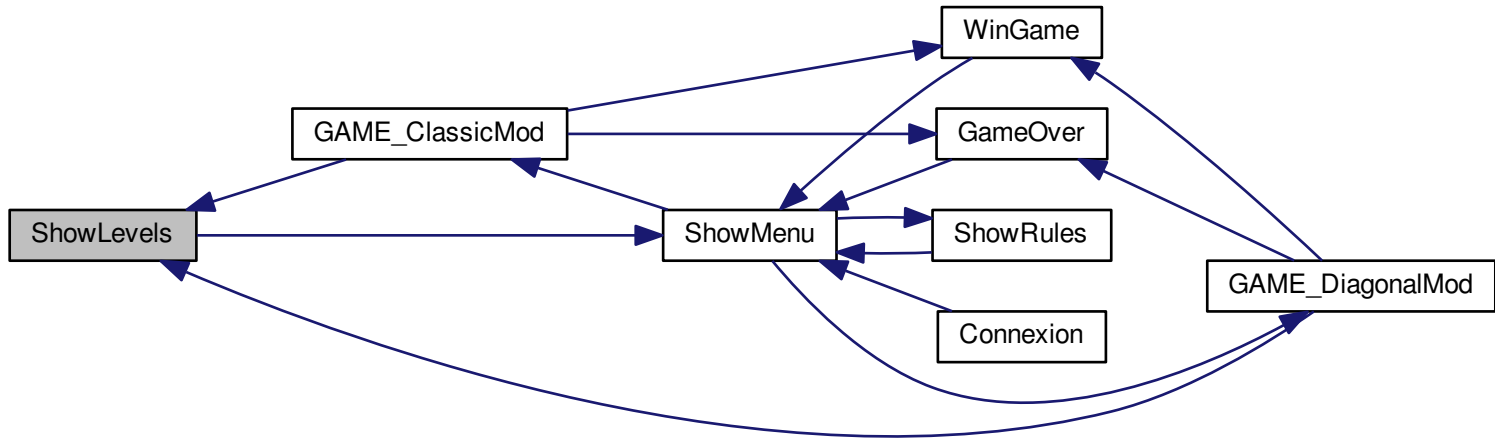 WinGame
GAME_ClassicMod
GameOver
ShowLevels
ShowMenu
ShowRules
GAME_DiagonalMod
Connexion